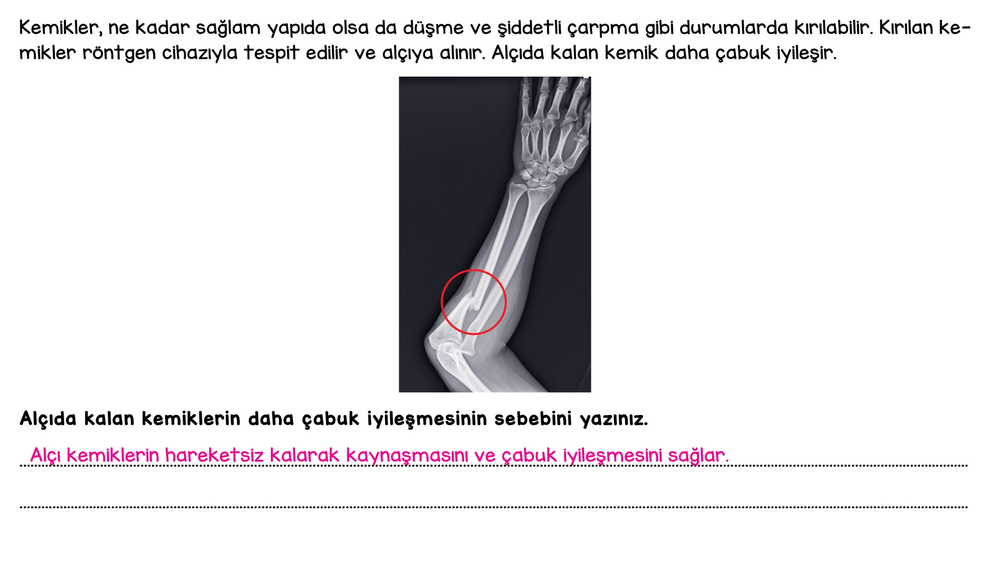 Kemikler, ne kadar sağlam yapıda olsa da düşme ve şiddetli çarpma gibi durumlarda kırılabilir. Kırılan ke-
mikler röntgen cihazıyla tespit edilir ve alçıya alınır. Alçıda kalan kemik daha çabuk iyileşir.
Alçıda kalan kemiklerin daha çabuk iyileşmesinin sebebini yazınız.
Alçı kemiklerin hareketsiz kalarak kaynaşmasını ve çabuk iyileşmesini sağlar.